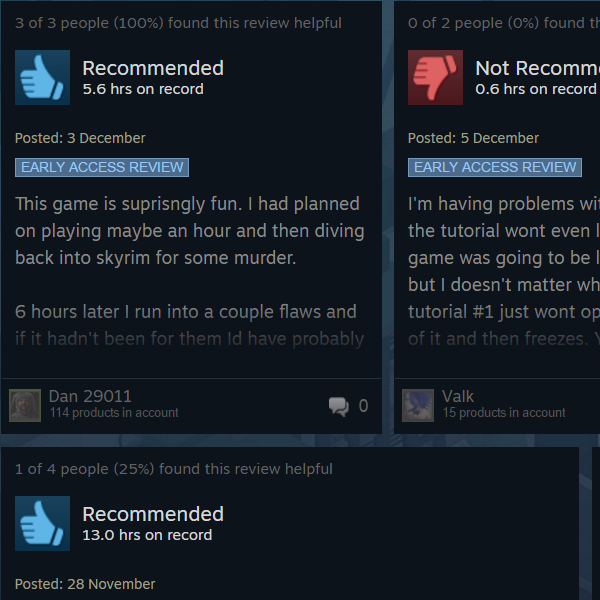 3 of 3 people (100%) found this review helpful
Recommended
5.6 hrs on record
Posted: 3 December
EARLY ACCESS REVIEW
This game is suprisngly fun. I had planned
on playing maybe an hour and then diving
back into skyrim for some murder.
6 hours later I run into a couple flaws and
if it hadn't been for them Id have probably
Dan 29011
114 products in account
0
0 of 2 people (0%) found
Not
0.6 hrs on record
Posted: 5 December
EARLY ACCESS REVIEW
I'm having problems
the tutorial wont even
game was going to be
but I doesn't matter
tutorial #1 just wont
of it and then freezes.
Valk
15 products in account
1 of 4 people (25%) found this review helpful
Recommended
13.0 hrs on record
Posted: 28 November